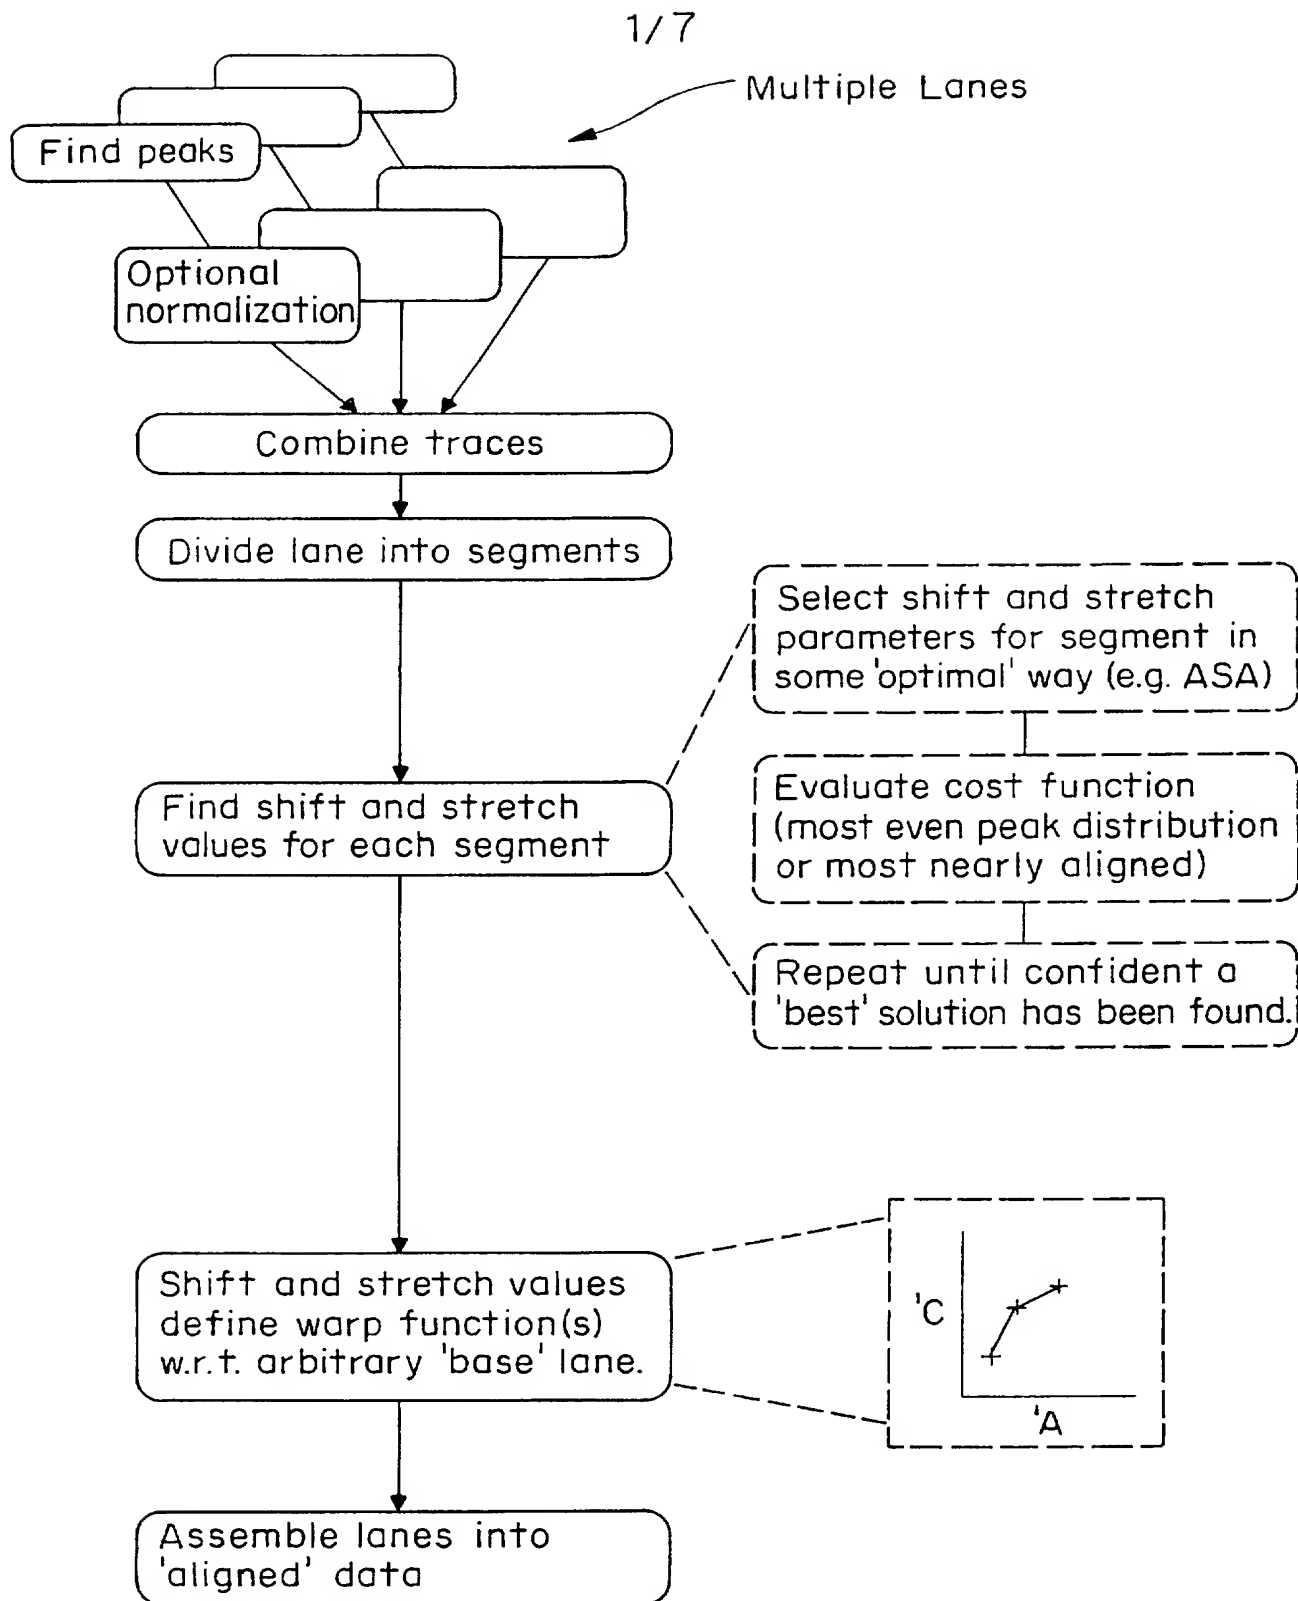 1/7
Multiple Lanes
Find peaks
Optional
normalization
Combine traces
Divide lane into segments
Select shift and stretch
parameters for segment in
some 'optimal' way (e.g. ASA)
Find shift and stretch
values for each segment
Evaluate cost function
(most even peak distribution
or most nearly aligned)
Repeat until confident a
'best' solution has been found.
Shift and stretch values
define warp function(s)
w.r.t. arbitrary 'base' lane.
'C
'A
Assemble lanes into
'aligned' data